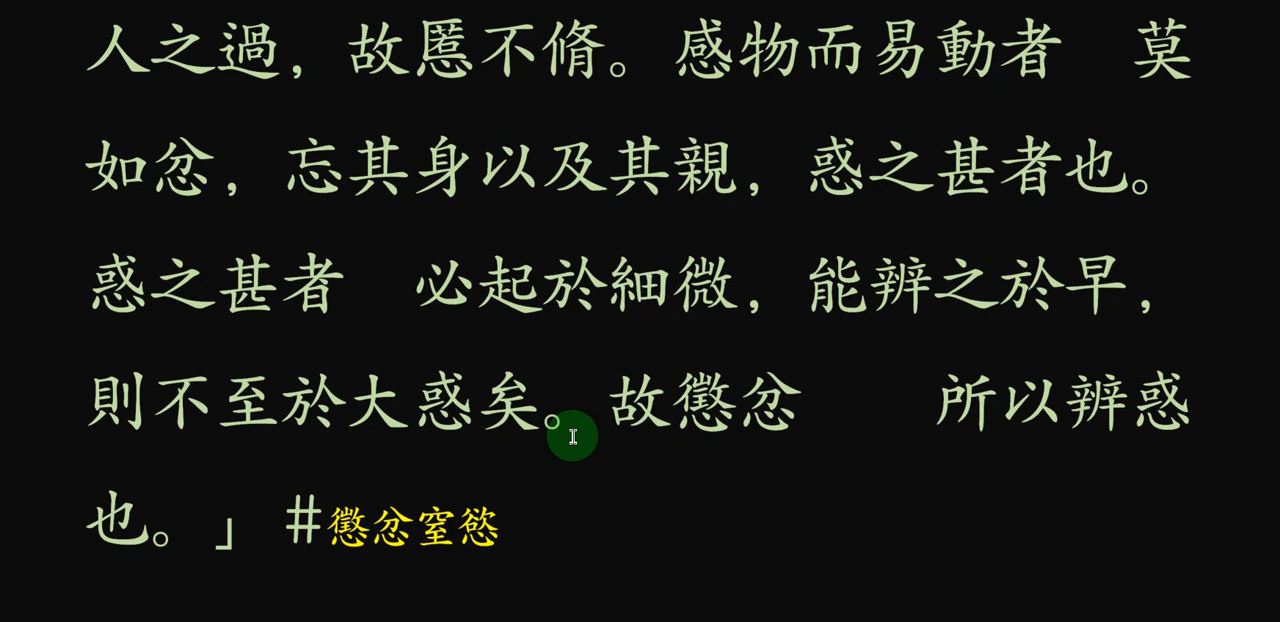 人之過，故慝不脩。感物而易動者　莫
如忿，忘其身以及其親，惑之甚者也。
惑之甚者　必起於細微，能辨之於早，
則不至於大惑矣。故懲忿　　所以辨惑
也。」 #懲忿窒慾